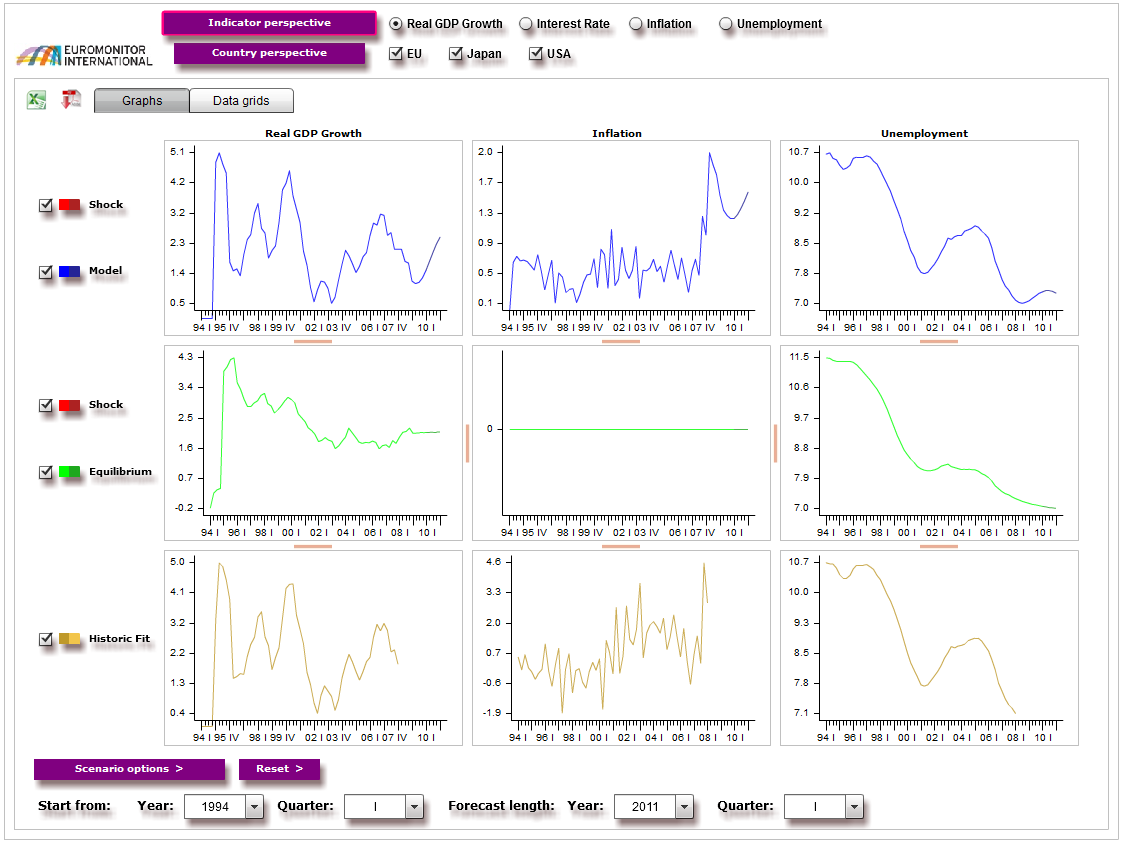 Indicator perspective
Real GDP Growth Interest Rate Inflation Unemployment
EUROMONITOR
INTERNATIONAL
Country perspective
EU Japan USA
Graphs Data grids
Real GDP Growth Inflation Unemployment
Shock
Model
5.1
4.2
3.2
2.3
1.4
0.5
94 I 95 IV 98 I 99 IV 02 I 03 IV 06 I 07 IV 10 I
2.0
1.7
1.3
0.9
0.5
0.1
94 I 95 IV 98 I 99 IV 02 I 03 IV 06 I 07 IV 10 I
10.7
10.0
9.2
8.5
7.8
7.0
94 I 96 I 98 I 00 I 02 I 04 I 06 I 08 I 10 I
Shock
Equilibrium
4.3
3.4
2.5
1.6
0.7
-0.2
94 I 96 I 98 I 00 I 02 I 04 I 06 I 08 I 10 I
0
94 I 95 IV 98 I 99 IV 02 I 03 IV 06 I 07 IV 10 I
11.5
10.6
9.7
8.8
7.9
7.0
94 I 96 I 98 I 00 I 02 I 04 I 06 I 08 I 10 I
Historic Fit
5.0
4.1
3.2
2.2
1.3
0.4
94 I 95 IV 98 I 99 IV 02 I 03 IV 06 I 07 IV 10 I
4.6
3.3
2.0
0.7
-0.6
-1.9
94 I 96 I 98 I 00 I 02 I 04 I 06 I 08 I 10 I
10.7
10.0
9.3
8.5
7.8
7.1
94 I 96 I 98 I 00 I 02 I 04 I 06 I 08 I 10 I
Scenario options > Reset >
Start from: Year: 1994 Quarter: I Forecast length: Year: 2011 Quarter: I